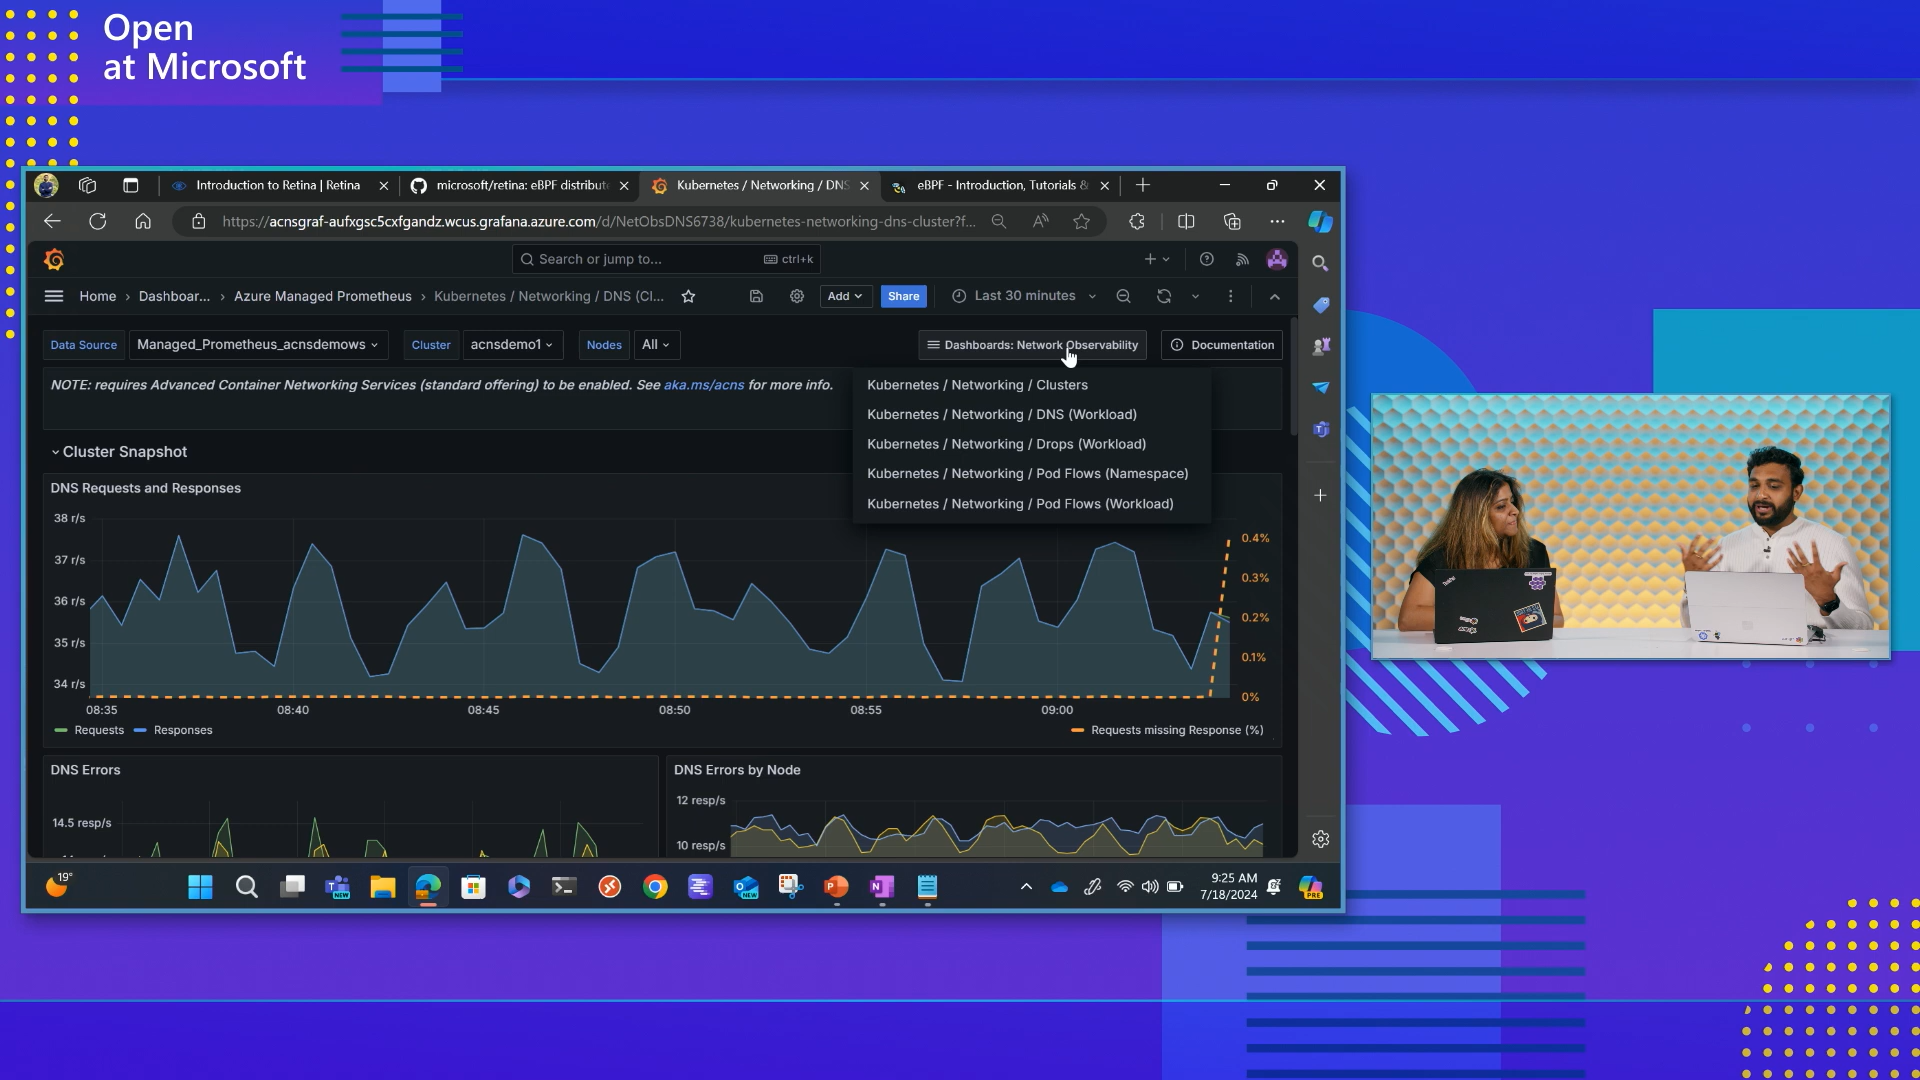 Open
at Microsoft
Introduction to Retina | Retina
microsoft/retina: eBPF distribut
Kubernetes / Networking / DNS
eBPF - Introduction, Tutorials &
https://acnsgraf-aufxgsc5cxfgandz.wcus.grafana.azure.com/d/NetObsDNS6738/kubernetes-networking-dns-cluster?f...
Search or jump to...
ctrl+k
Home › Dashboar... › Azure Managed Prometheus › Kubernetes / Networking / DNS (Cl...
Add
Share
Last 30 minutes
Data Source
Managed_Prometheus_acnsdemows
Cluster
acnsdemo1
Nodes
All
Dashboards: Network Observability
Documentation
NOTE: requires Advanced Container Networking Services (standard offering) to be enabled. See aka.ms/acns for more info.
Kubernetes / Networking / Clusters
Kubernetes / Networking / DNS (Workload)
Kubernetes / Networking / Drops (Workload)
Kubernetes / Networking / Pod Flows (Namespace)
Kubernetes / Networking / Pod Flows (Workload)
Cluster Snapshot
DNS Requests and Responses
38 r/s
37 r/s
36 r/s
35 r/s
34 r/s
0.4%
0.3%
0.2%
0.1%
0%
08:35
08:40
08:45
08:50
08:55
09:00
Requests
Responses
Requests missing Response (%)
DNS Errors
14.5 resp/s
DNS Errors by Node
12 resp/s
10 resp/s
19°
NEW
NEW
9:25 AM
7/18/2024
PRE